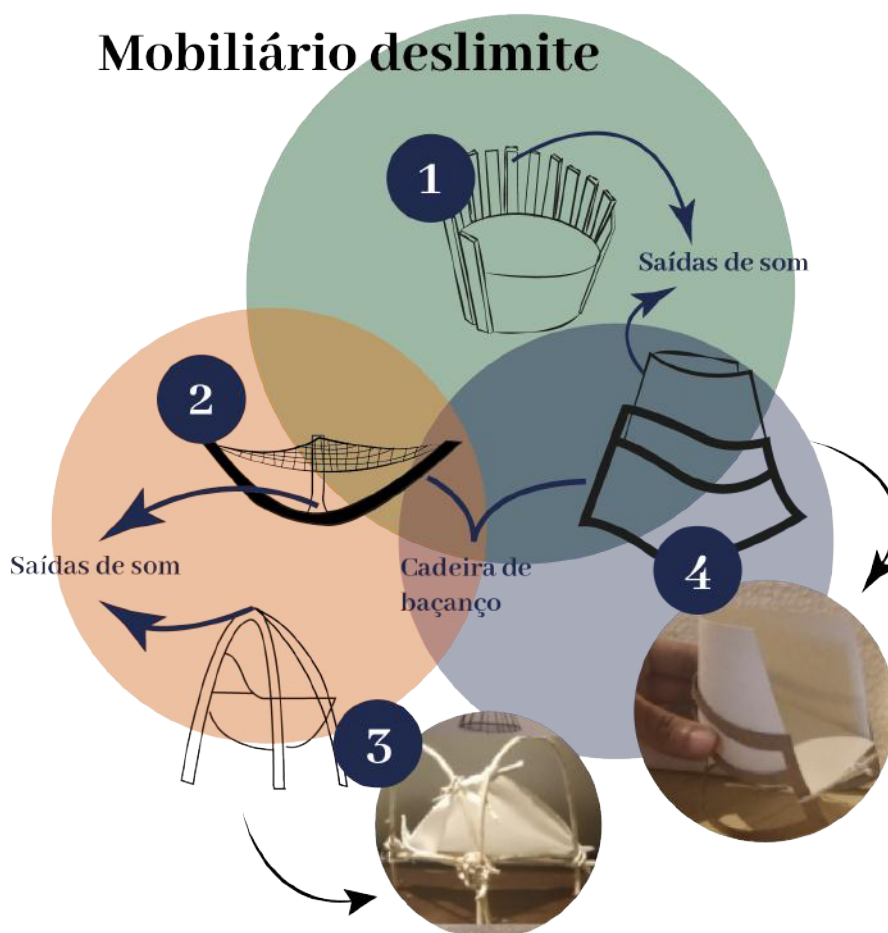 Mobiliário deslimite
1
Saídas de som
2
Saídas de som
Cadeira de
baçanço
4
3